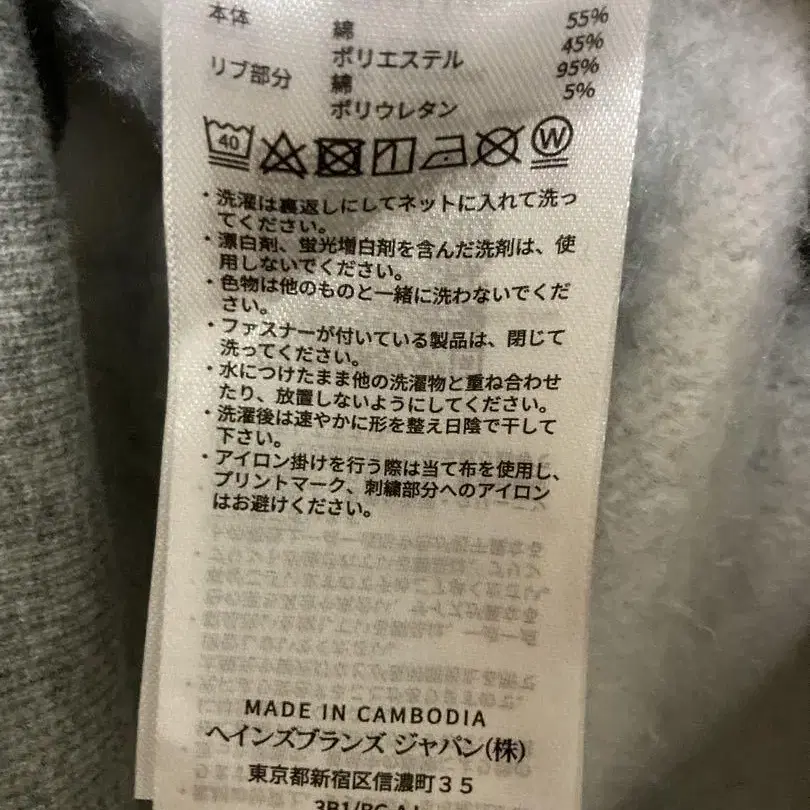 本体 綿 55%
ポリエステル 45%
リブ部分 綿 95%
ポリウレタン 5%
40 W
・洗濯は裏返しにしてネットに入れて洗っ
てください。
・漂白剤、蛍光増白剤を含んだ洗剤は、使
用しないでください。
・色物は他のものと一緒に洗わないでくだ
さい。
・ファスナーが付いている製品は、閉じて
洗ってください。
・水につけたまま他の洗濯物と重ね合わせ
たり、放置しないようにしてください。
・洗濯後は速やかに形を整え日陰で干して
下さい。
・アイロン掛けを行う際は当て布を使用し、
プリントマーク、刺繍部分へのアイロン
はお避けください。
MADE IN CAMBODIA
ヘインズブランズ ジャパン(株)
東京都新宿区信濃町35